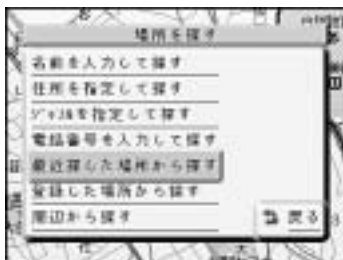 場所を探す
名前を入力して探す
住所を指定して探す
ｼﾞｬﾝﾙを指定して探す
電話番号を入力して探す
最近探した場所から探す
登録した場所から探す
周辺から探す
戻る